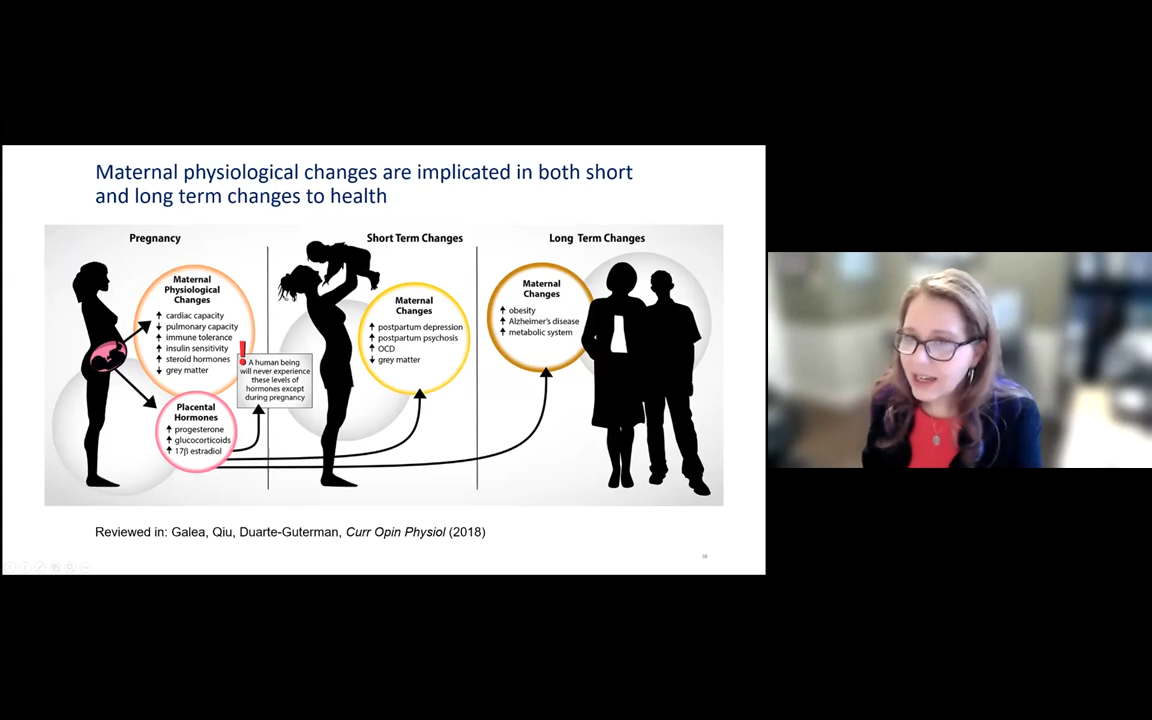 Maternal physiological changes are implicated in both short
and long term changes to health
Pregnancy
Maternal
Physiological
Changes
↑ cardiac capacity
↓ pulmonary capacity
↑ immune tolerance
↑ insulin sensitivity
↑ steroid hormones
↓ grey matter
Placental
Hormones
↑ progesterone
↑ glucocorticoids
↑ 17β estradiol
!
A human being
will never experience
these levels of
hormones except
during pregnancy
Short Term Changes
Maternal
Changes
↑ postpartum depression
↑ postpartum psychosis
↑ OCD
↓ grey matter
Long Term Changes
Maternal
Changes
↑ obesity
↑ Alzheimer's disease
↑ metabolic system
Reviewed in: Galea, Qiu, Duarte-Guterman, Curr Opin Physiol (2018)